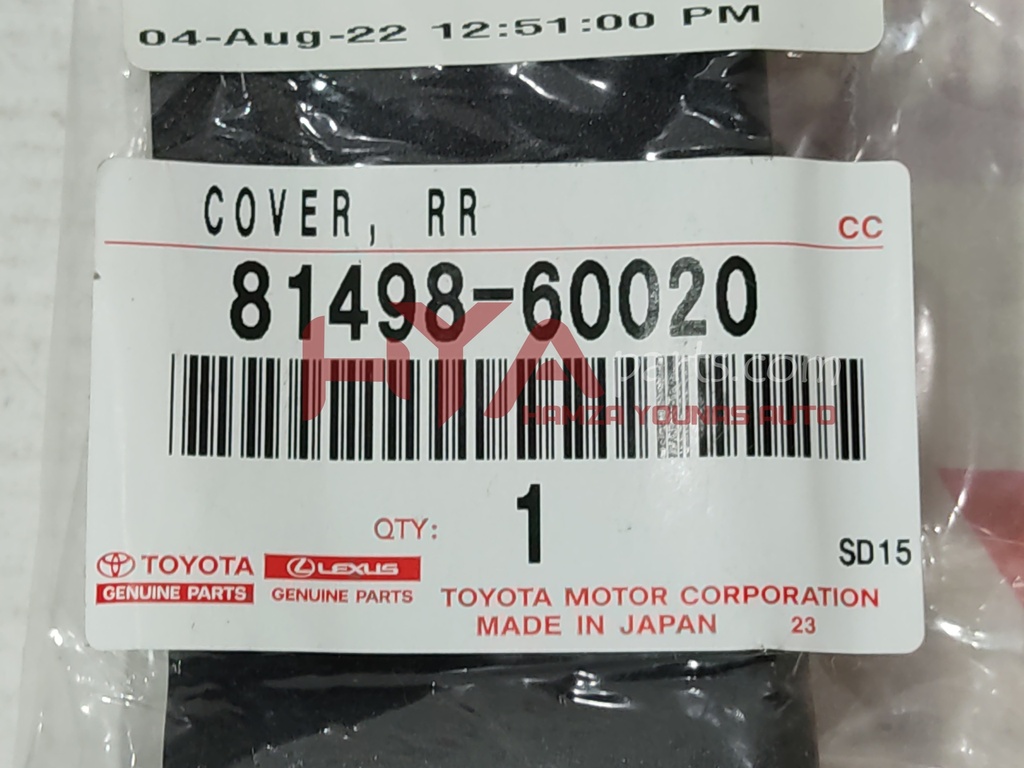 04-Aug-22 12:51:00 PM
COVER, RR
CC
81498-60020
HYA parts.com
HAMZA YOUNAS AUTO
QTY: 1
SD15
TOYOTA
GENUINE PARTS
LEXUS
GENUINE PARTS
TOYOTA MOTOR CORPORATION
MADE IN JAPAN 23